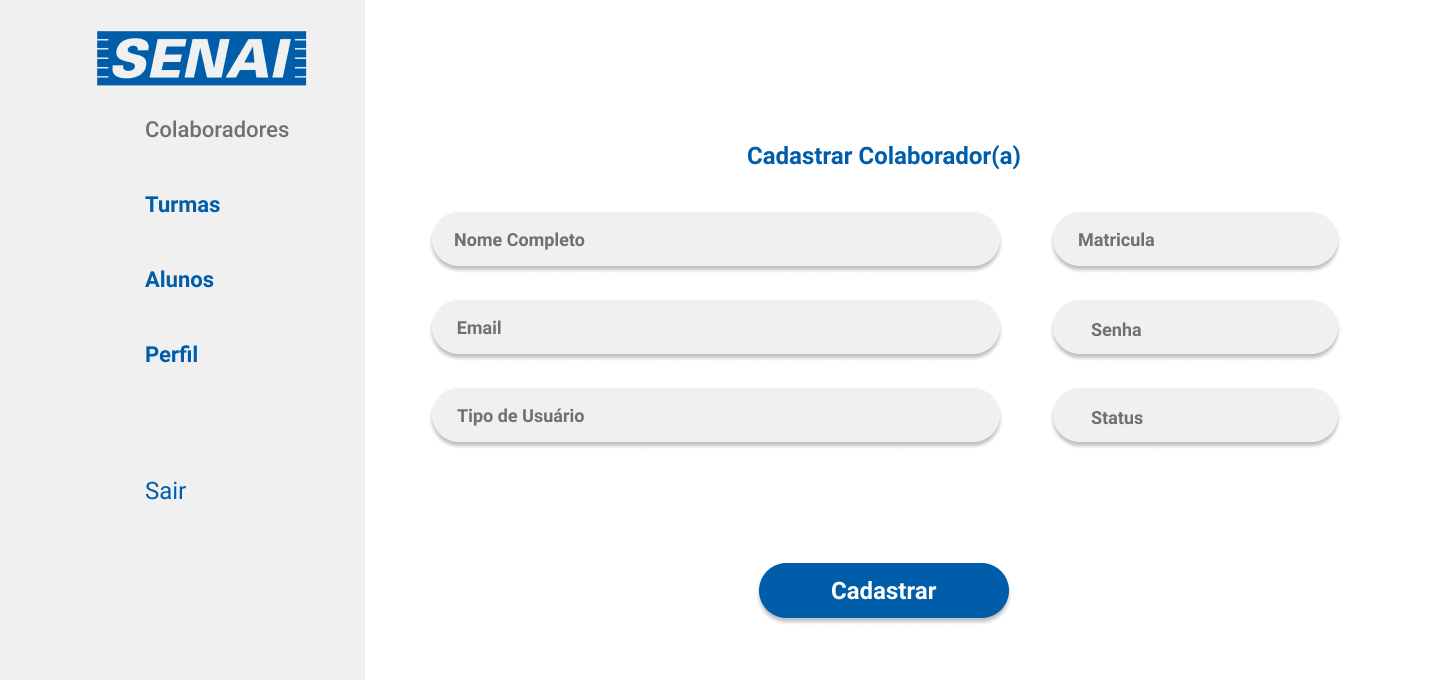 SENAI
Colaboradores
Turmas
Alunos
Perfil
Sair
Cadastrar Colaborador(a)
Nome Completo
Matricula
Email
Senha
Tipo de Usuário
Status
Cadastrar